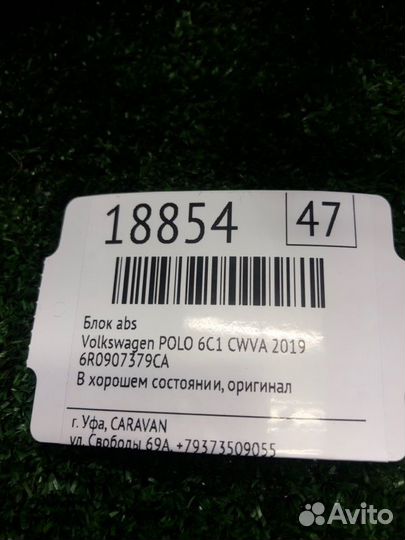 18854 47
Блок abs
Volkswagen POLO 6C1 CWVA 2019
6R0907379CA
В хорошем состоянии, оригинал
г. Уфа, CARAVAN
ул. Свободы 69А, +79373509055
Avito